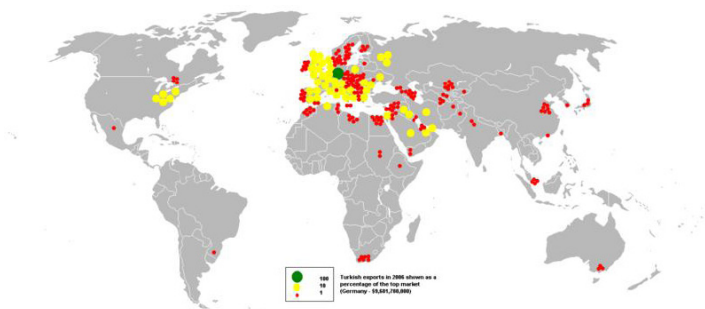 100
10
1
Turkish exports in 2006 shown as a
percentage of the top market
(Germany - $9,681,700,000)